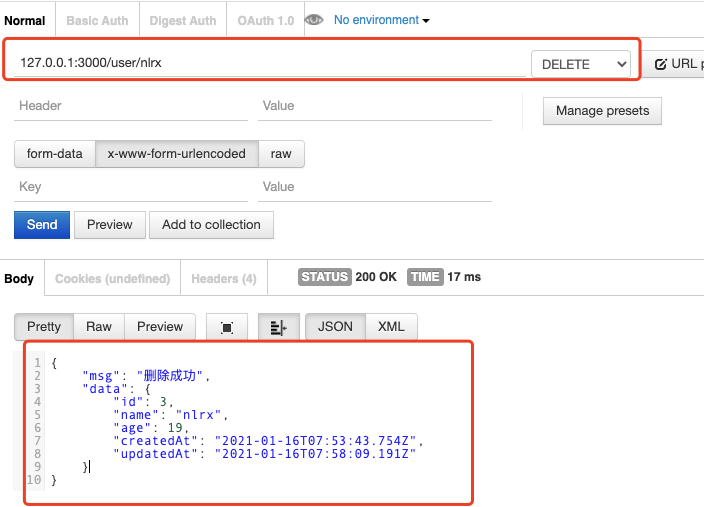 Normal Basic Auth Digest Auth OAuth 1.0 No environment
127.0.0.1:3000/user/nlrx DELETE URL p
Header Value Manage presets
form-data x-www-form-urlencoded raw
Key Value
Send Preview Add to collection
Body Cookies (undefined) Headers (4) STATUS 200 OK TIME 17 ms
Pretty Raw Preview JSON XML
1 {
2 "msg": "删除成功",
3 "data": {
4 "id": 3,
5 "name": "nlrx",
6 "age": 19,
7 "createdAt": "2021-01-16T07:53:43.754Z",
8 "updatedAt": "2021-01-16T07:58:09.191Z"
9 }
10 }